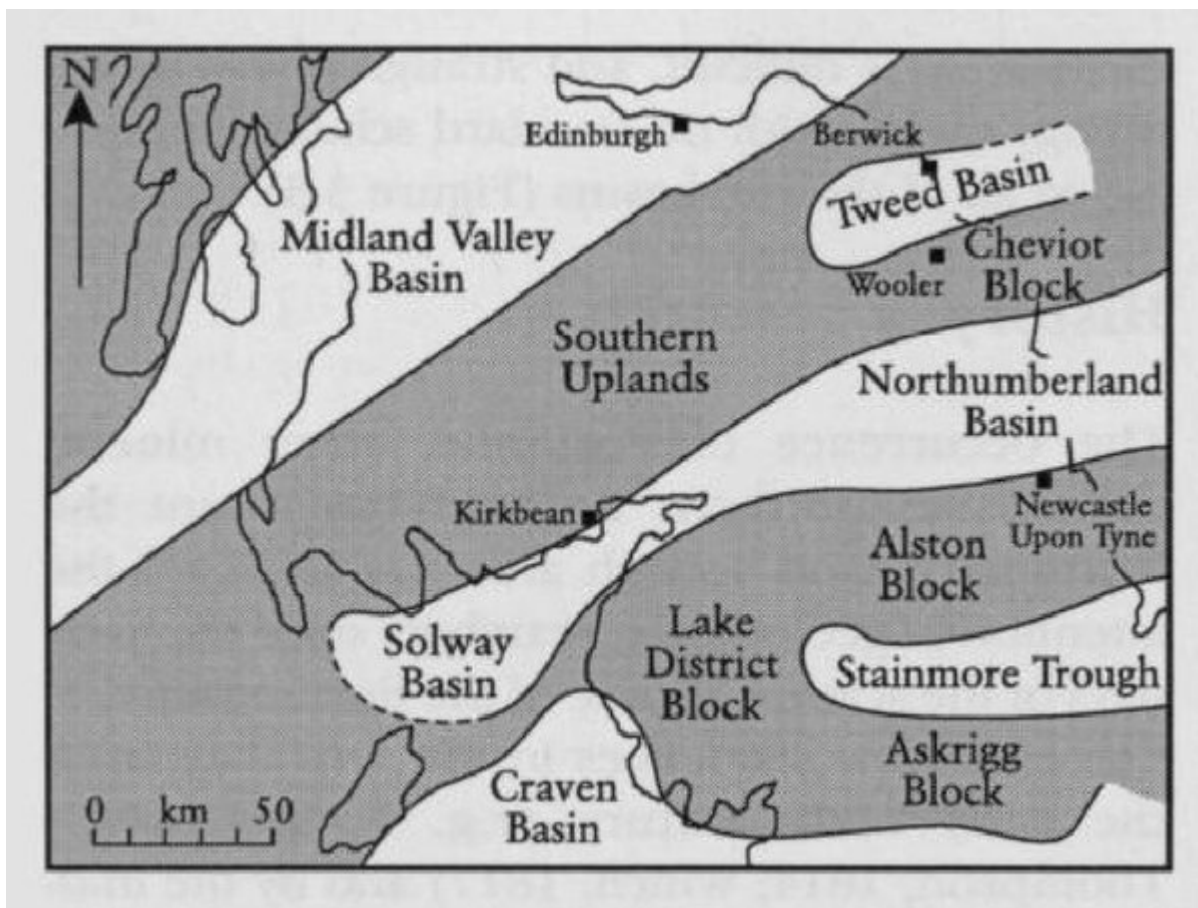 N
Edinburgh
Berwick
Tweed Basin
Midland Valley
Basin
Cheviot
Block
Wooler
Southern
Uplands
Northumberland
Basin
Kirkbean
Newcastle
Upon Tyne
Alston
Block
Solway
Basin
Lake
District
Block
Stainmore Trough
Askrigg
Block
Craven
Basin
0 km 50